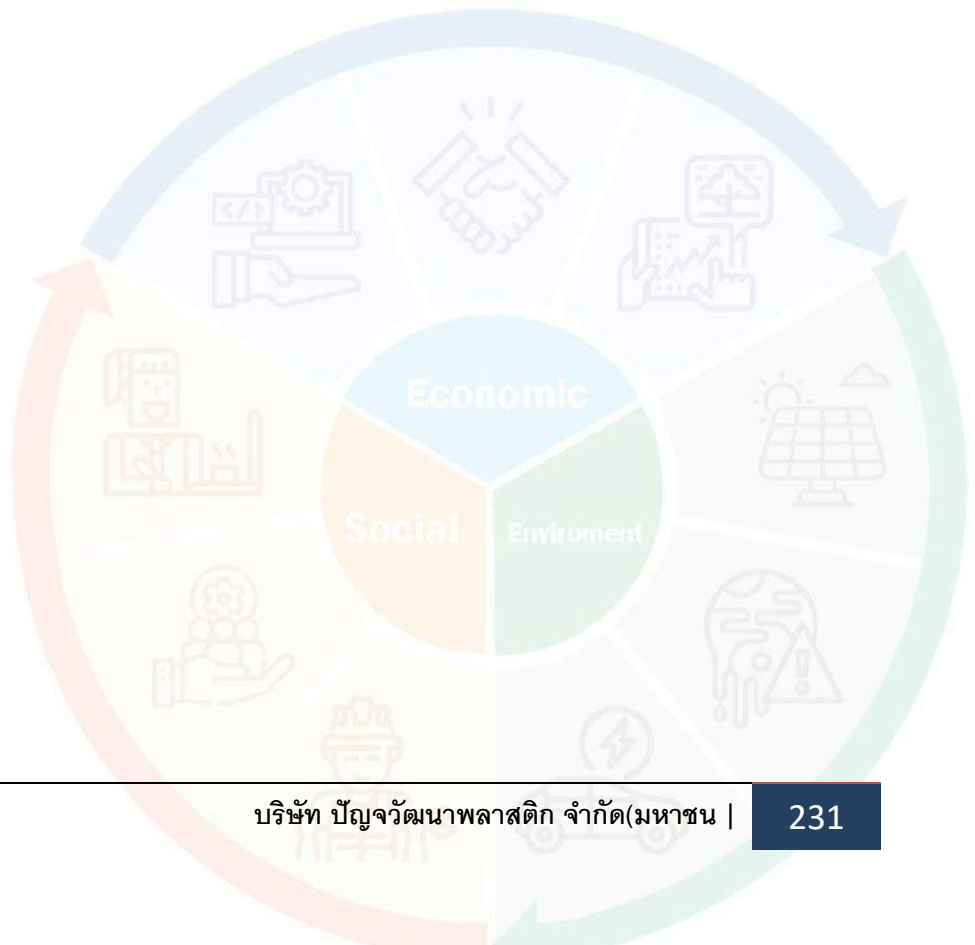 </>
Economic
Social
Enviroment
บริษัท ปัญจวัฒนาพลาสติก จำกัด(มหาชน | 231